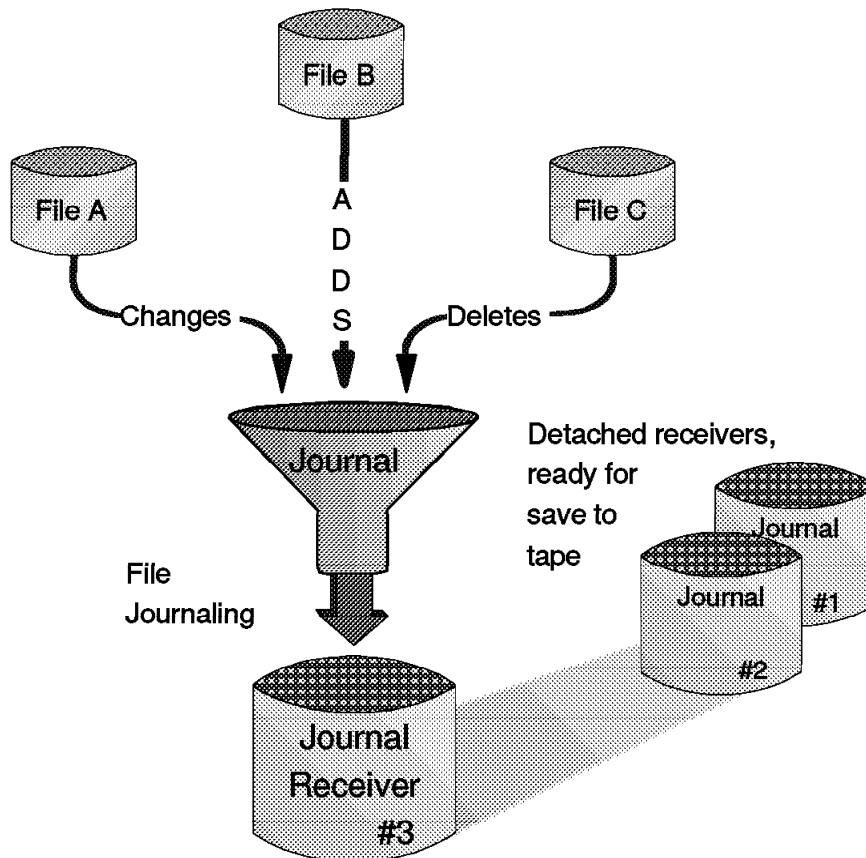 File B
File A
File C
ADDS
Changes
Deletes
Journal
Detached receivers,
ready for
save to
tape
Journal
#1
Journal
#2
File
Journaling
Journal
Receiver
#3